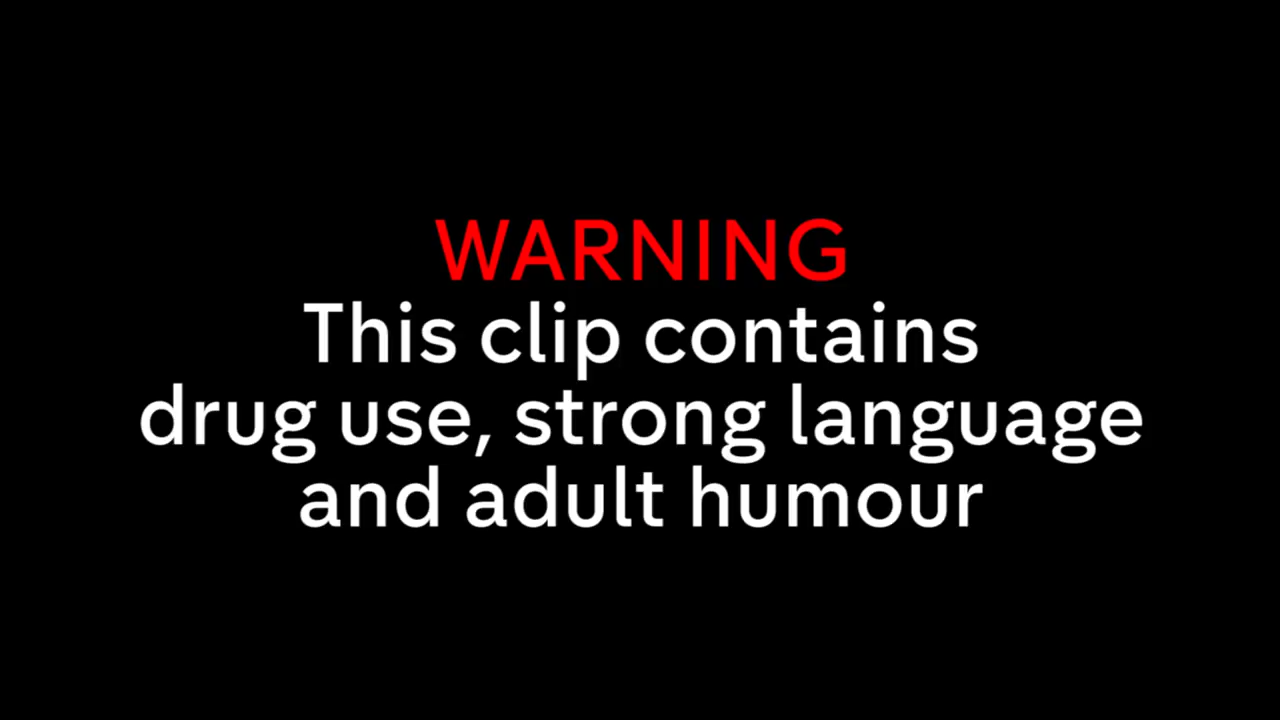 WARNING
This clip contains
drug use, strong language
and adult humour